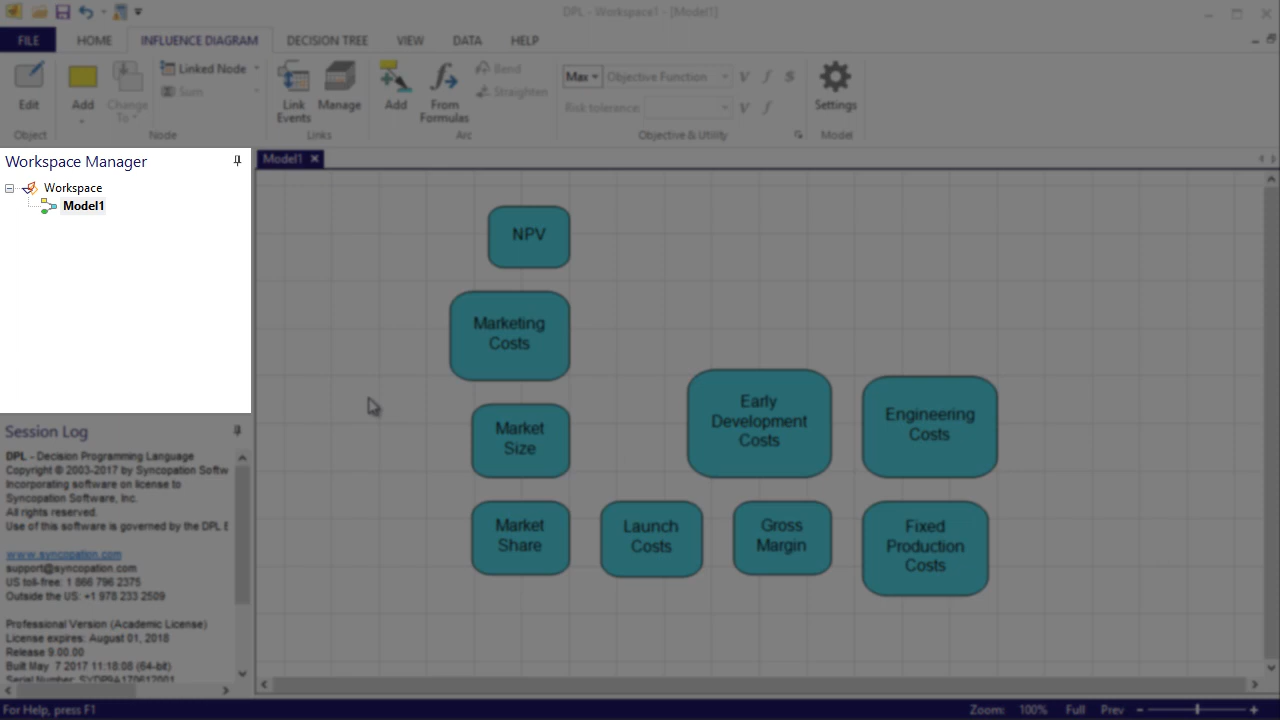 DPL - Workspace1 - [Model1]
FILE
HOME
INFLUENCE DIAGRAM
DECISION TREE
VIEW
DATA
HELP
Edit
Object
Add
Change
To
Linked Node
Sum
Node
Link
Events
Manage
Links
Add
From
Formulas
Bend
Straighten
Arc
Max
Objective Function
Risk tolerance:
Objective & Utility
Settings
Model
Workspace Manager
Workspace
Model1
Model1
NPV
Marketing
Costs
Market
Size
Early
Development
Costs
Engineering
Costs
Market
Share
Launch
Costs
Gross
Margin
Fixed
Production
Costs
Session Log
DPL - Decision Programming Language
Copyright © 2003-2017 by Syncopation Softw
Incorporating software on license to
Syncopation Software, Inc.
All rights reserved.
Use of this software is governed by the DPL E
www.syncopation.com
support@syncopation.com
US toll-free: 1 866 796 2375
Outside the US: +1 978 233 2509
Professional Version (Academic License)
License expires: August 01, 2018
Release 9.00.00
Built May 7 2017 11:18:08 (64-bit)
For Help, press F1
Zoom: 100% Full Prev